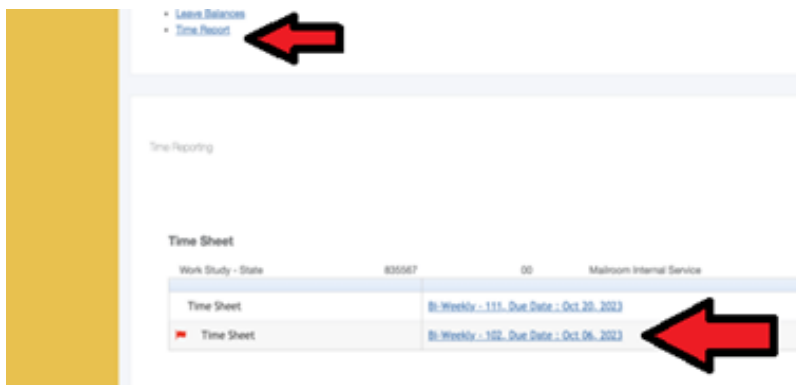 Leave Balances
Time Report
Time Reporting
Time Sheet
Work Study - State 835567 00 Mailroom Internal Service
Time Sheet Bi-Weekly - 111, Due Date : Oct 20, 2023
Time Sheet Bi-Weekly - 102, Due Date : Oct 06, 2023